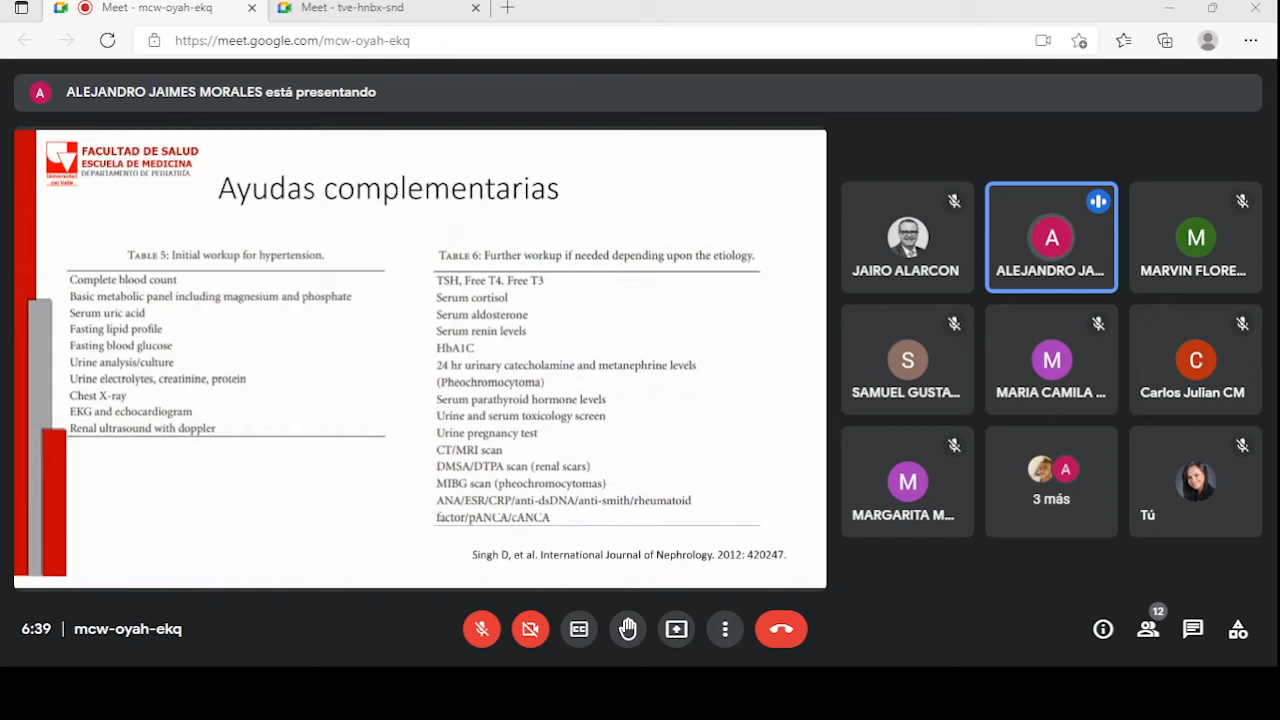 Meet - mcw-oyah-ekq
Meet - tve-hnbx-snd
https://meet.google.com/mcw-oyah-ekq
A
ALEJANDRO JAIMES MORALES está presentando
Universidad
del Valle
FACULTAD DE SALUD
ESCUELA DE MEDICINA
DEPARTAMENTO DE PEDIATRÍA
Ayudas complementarias
TABLE 5: Initial workup for hypertension.
Complete blood count
Basic metabolic panel including magnesium and phosphate
Serum uric acid
Fasting lipid profile
Fasting blood glucose
Urine analysis/culture
Urine electrolytes, creatinine, protein
Chest X-ray
EKG and echocardiogram
Renal ultrasound with doppler
TABLE 6: Further workup if needed depending upon the etiology.
TSH, Free T4. Free T3
Serum cortisol
Serum aldosterone
Serum renin levels
HbA1C
24 hr urinary catecholamine and metanephrine levels
(Pheochromocytoma)
Serum parathyroid hormone levels
Urine and serum toxicology screen
Urine pregnancy test
CT/MRI scan
DMSA/DTPA scan (renal scars)
MIBG scan (pheochromocytomas)
ANA/ESR/CRP/anti-dsDNA/anti-smith/rheumatoid
factor/pANCA/cANCA
Singh D, et al. International Journal of Nephrology. 2012: 420247.
JAIRO ALARCON
A
ALEJANDRO JA...
M
MARVIN FLORE...
S
SAMUEL GUSTA...
M
MARIA CAMILA ...
C
Carlos Julian CM
M
MARGARITA M...
A
3 más
Tú
6:39
mcw-oyah-ekq
12